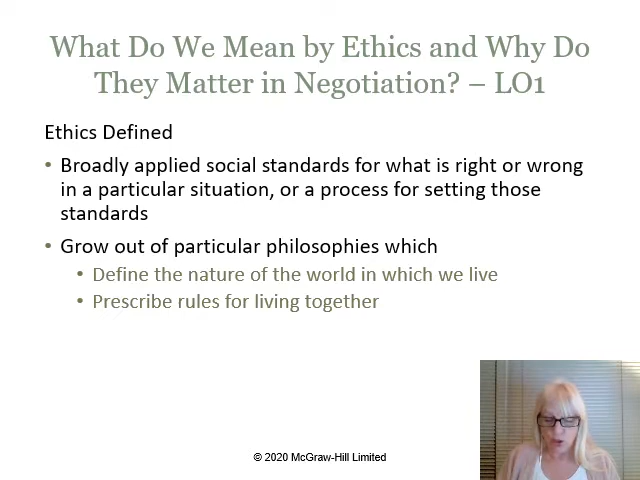 What Do We Mean by Ethics and Why Do
They Matter in Negotiation? – LO1
Ethics Defined
• Broadly applied social standards for what is right or wrong
in a particular situation, or a process for setting those
standards
• Grow out of particular philosophies which
• Define the nature of the world in which we live
• Prescribe rules for living together
© 2020 McGraw-Hill Limited